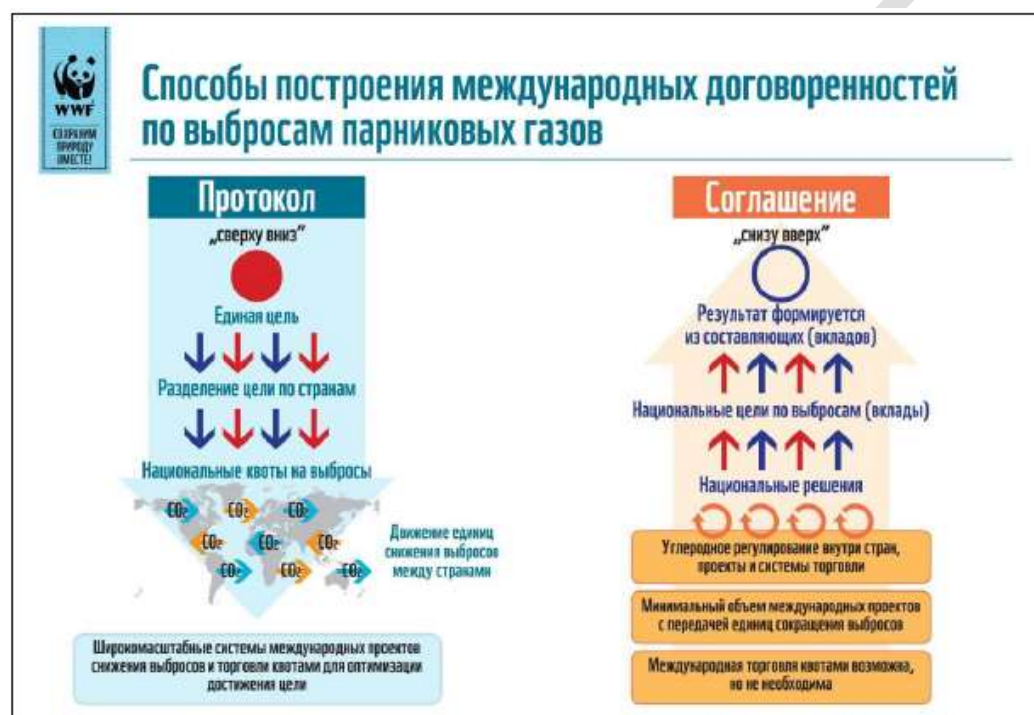 WWF
СОХРАНИМ
ПРИРОДУ
ВМЕСТЕ!
Способы построения международных договоренностей
по выбросам парниковых газов
Протокол
„сверху вниз”
Единая цель
Разделение цели по странам
Национальные квоты на выбросы
CO₂ CO₂ CO₂
CO₂ CO₂ CO₂
CO₂ CO₂ CO₂
Движение единиц
снижения выбросов
между странами
Широкомасштабные системы международных проектов
снижения выбросов и торговли квотами для оптимизации
достижения цели
Соглашение
„снизу вверх”
Результат формируется
из составляющих (вкладов)
Национальные цели по выбросам (вклады)
Национальные решения
Углеродное регулирование внутри стран,
проекты и системы торговли
Минимальный объем международных проектов
с передачей единиц сокращения выбросов
Международная торговля квотами возможна,
но не необходима